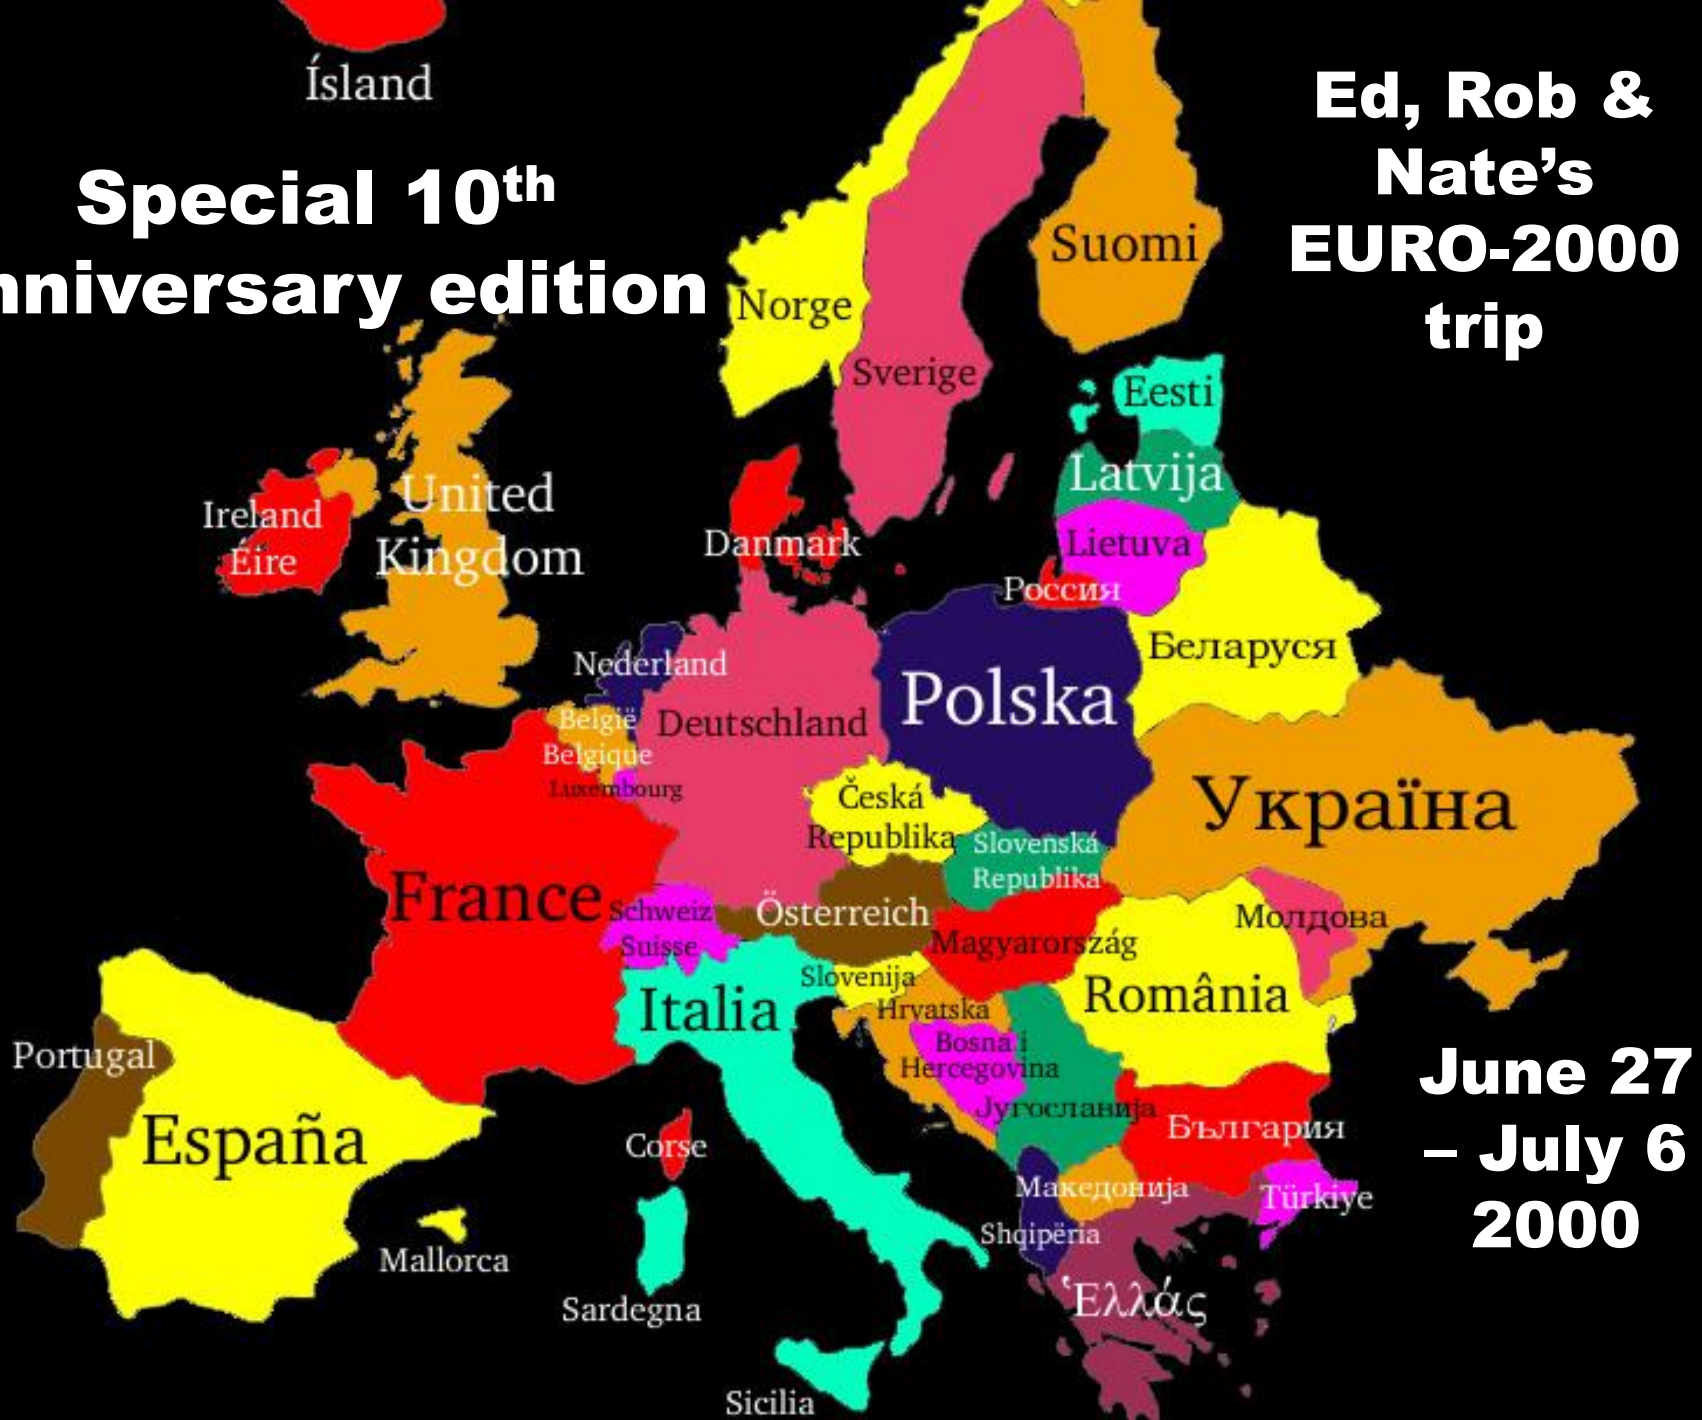 Ísland
Special 10th
nniversary edition
Ed, Rob &
Nate’s
EURO-2000
trip
Suomi
Norge
Sverige
Eesti
Latvija
Lietuva
Россия
Беларуся
Ireland
Éire
United
Kingdom
Danmark
Nederland
België
Belgique
Luxembourg
Deutschland
Polska
Česká
Republika
Slovenská
Republika
Україна
France
Schweiz
Suisse
Österreich
Magyarország
Молдова
România
Slovenija
Hrvatska
Bosna i
Hercegovina
Југославија
Italia
Portugal
España
Mallorca
Corse
Sardegna
Sicilia
България
Македонија
Shqipëria
Türkiye
Ἑλλάς
June 27
– July 6
2000